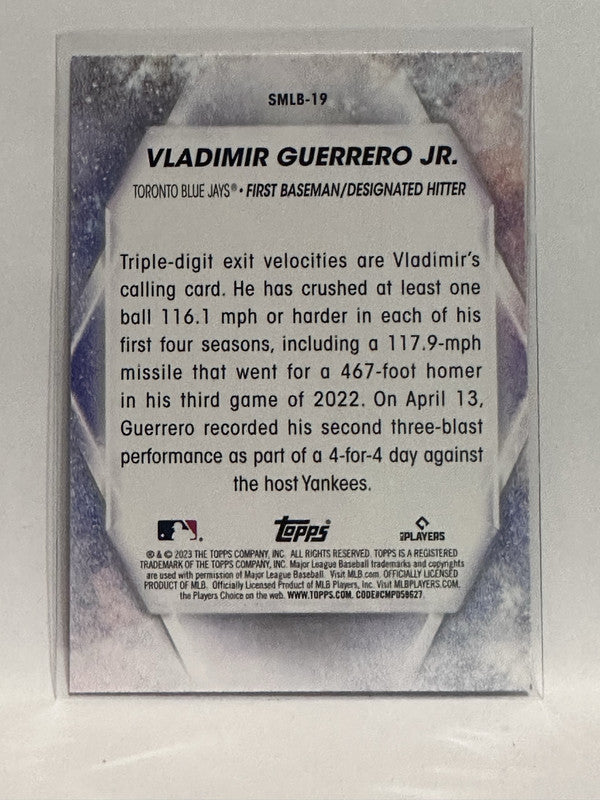 SMLB-19
VLADIMIR GUERRERO JR.
TORONTO BLUE JAYS® • FIRST BASEMAN/DESIGNATED HITTER
Triple-digit exit velocities are Vladimir's
calling card. He has crushed at least one
ball 116.1 mph or harder in each of his
first four seasons, including a 117.9-mph
missile that went for a 467-foot homer
in his third game of 2022. On April 13,
Guerrero recorded his second three-blast
performance as part of a 4-for-4 day against
the host Yankees.
topps
PLAYERS
® & © 2023 THE TOPPS COMPANY, INC. ALL RIGHTS RESERVED. TOPPS IS A REGISTERED
TRADEMARK OF THE TOPPS COMPANY, INC. Major League Baseball trademarks and copyrights
are used with permission of Major League Baseball. Visit MLB.com. OFFICIALLY LICENSED
PRODUCT OF MLB. Officially Licensed Product of MLB Players, Inc. Visit MLBPLAYERS.COM,
the Players Choice on the web. WWW.TOPPS.COM. CODE#CMP059627.